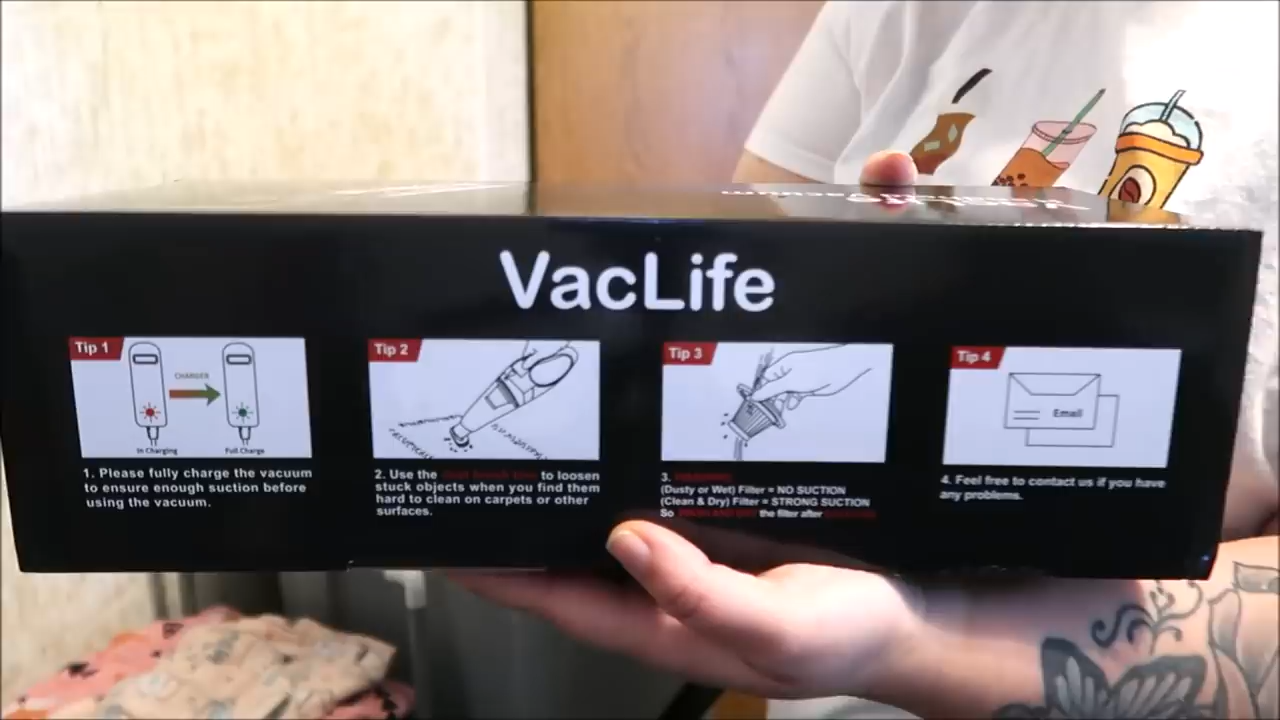 VacLife
Tip 1
CHARGER
In Charging
Full Charge
1. Please fully charge the vacuum
to ensure enough suction before
using the vacuum.
Tip 2
2. Use the to loosen
stuck objects when you find them
hard to clean on carpets or other
surfaces.
Tip 3
3.
(Dusty or Wet) Filter = NO SUCTION
(Clean & Dry) Filter = STRONG SUCTION
So the filter after
Tip 4
Email
4. Feel free to contact us if you have
any problems.